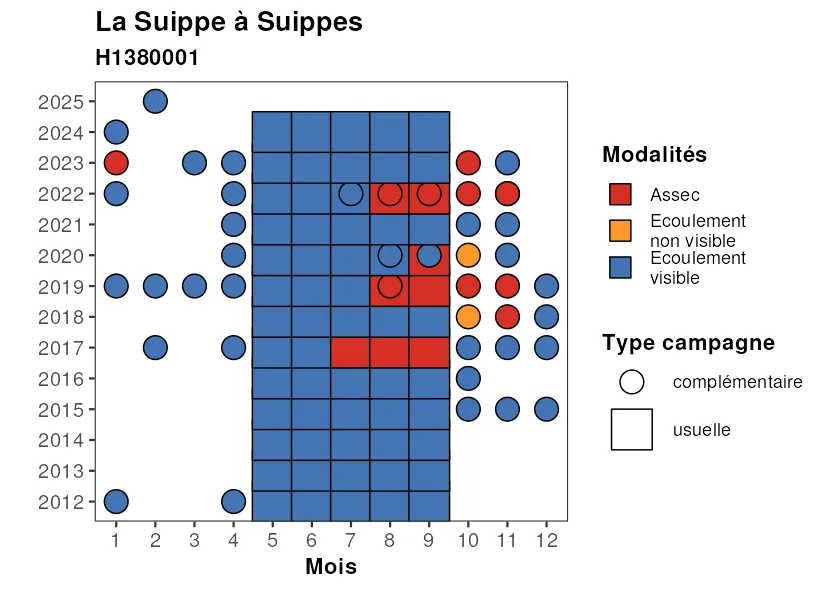 La Suippe à Suippes
H1380001
2025
2024
2023
2022
2021
2020
2019
2018
2017
2016
2015
2014
2013
2012
1 2 3 4 5 6 7 8 9 10 11 12
Mois
Modalités
Assec
Ecoulement
non visible
Ecoulement
visible
Type campagne
complémentaire
usuelle